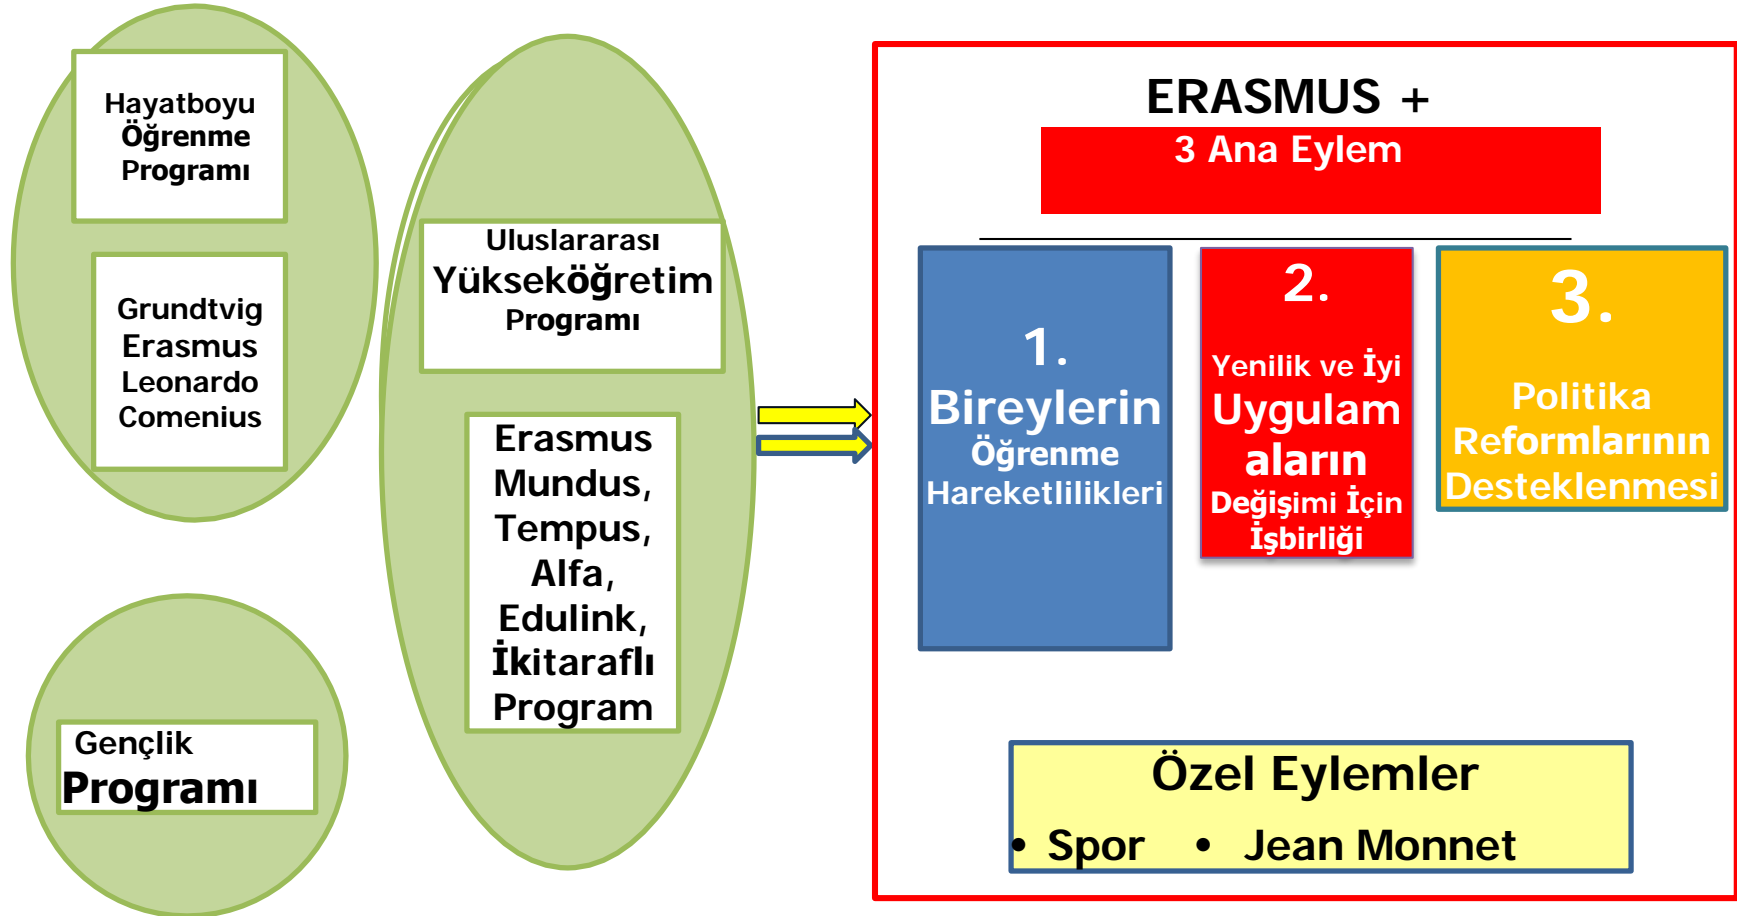 Hayatboyu
Öğrenme
Programı
Grundtvig
Erasmus
Leonardo
Comenius
Gençlik
Programı
Uluslararası
Yükseköğretim
Programı
Erasmus
Mundus,
Tempus,
Alfa,
Edulink,
İkitaraflı
Program
ERASMUS +
3 Ana Eylem
1.
Bireylerin
Öğrenme
Hareketlilikleri
2.
Yenilik ve İyi
Uygulam
aların
Değişimi İçin
İşbirliği
3.
Politika
Reformlarının
Desteklenmesi
Özel Eylemler
• Spor • Jean Monnet